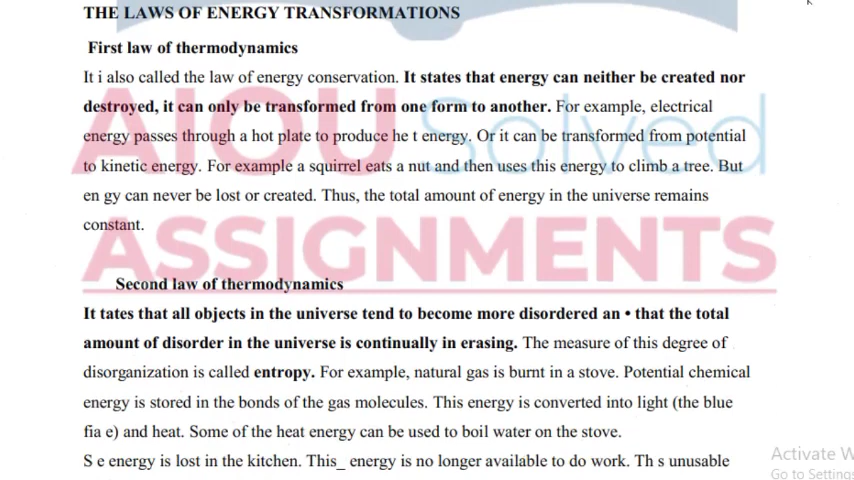 THE LAWS OF ENERGY TRANSFORMATIONS
First law of thermodynamics
It i also called the law of energy conservation. It states that energy can neither be created nor
destroyed, it can only be transformed from one form to another. For example, electrical
energy passes through a hot plate to produce he t energy. Or it can be transformed from potential
to kinetic energy. For example a squirrel eats a nut and then uses this energy to climb a tree. But
en gy can never be lost or created. Thus, the total amount of energy in the universe remains
constant.
AIOU Solved
ASSIGNMENTS
Second law of thermodynamics
It tates that all objects in the universe tend to become more disordered an • that the total
amount of disorder in the universe is continually in erasing. The measure of this degree of
disorganization is called entropy. For example, natural gas is burnt in a stove. Potential chemical
energy is stored in the bonds of the gas molecules. This energy is converted into light (the blue
fia e) and heat. Some of the heat energy can be used to boil water on the stove.
S e energy is lost in the kitchen. This_ energy is no longer available to do work. Th s unusable
Activate W
Go to Settings